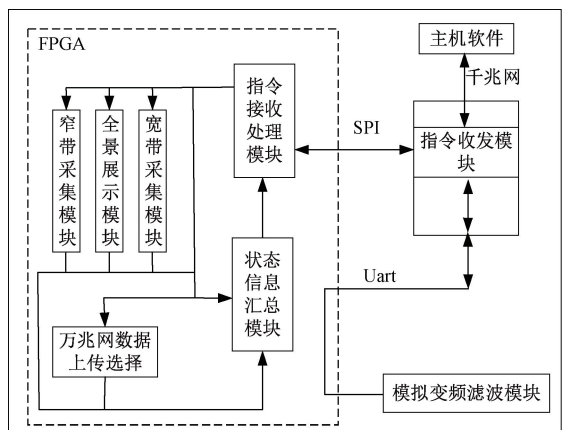 FPGA
主机软件
千兆网
指令
接收
处理
模块
SPI
指令收发模
块
窄带采集模块
全景展示模块
宽带采集模块
状态
信息
汇总
模块
Uart
万兆网数据
上传选择
模拟变频滤波模块